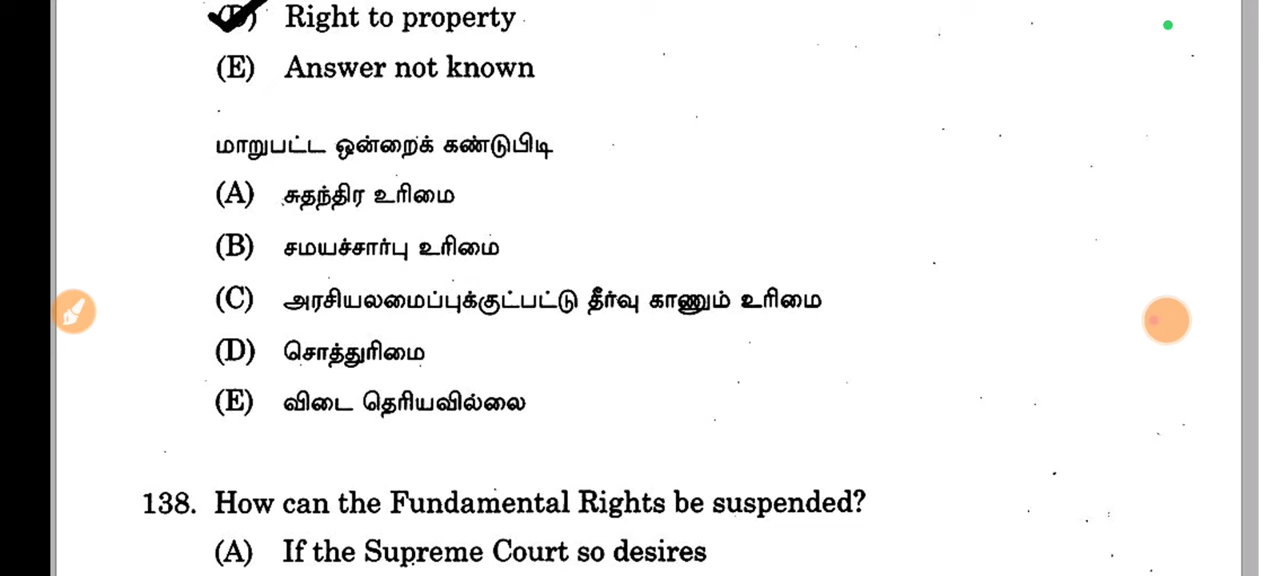 (D) Right to property
(E) Answer not known
மாறுபட்ட ஒன்றைக் கண்டுபிடி
(A) சுதந்திர உரிமை
(B) சமயச்சார்பு உரிமை
(C) அரசியலமைப்புக்குட்பட்டு தீர்வு காணும் உரிமை
(D) சொத்துரிமை
(E) விடை தெரியவில்லை
138. How can the Fundamental Rights be suspended?
(A) If the Supreme Court so desires